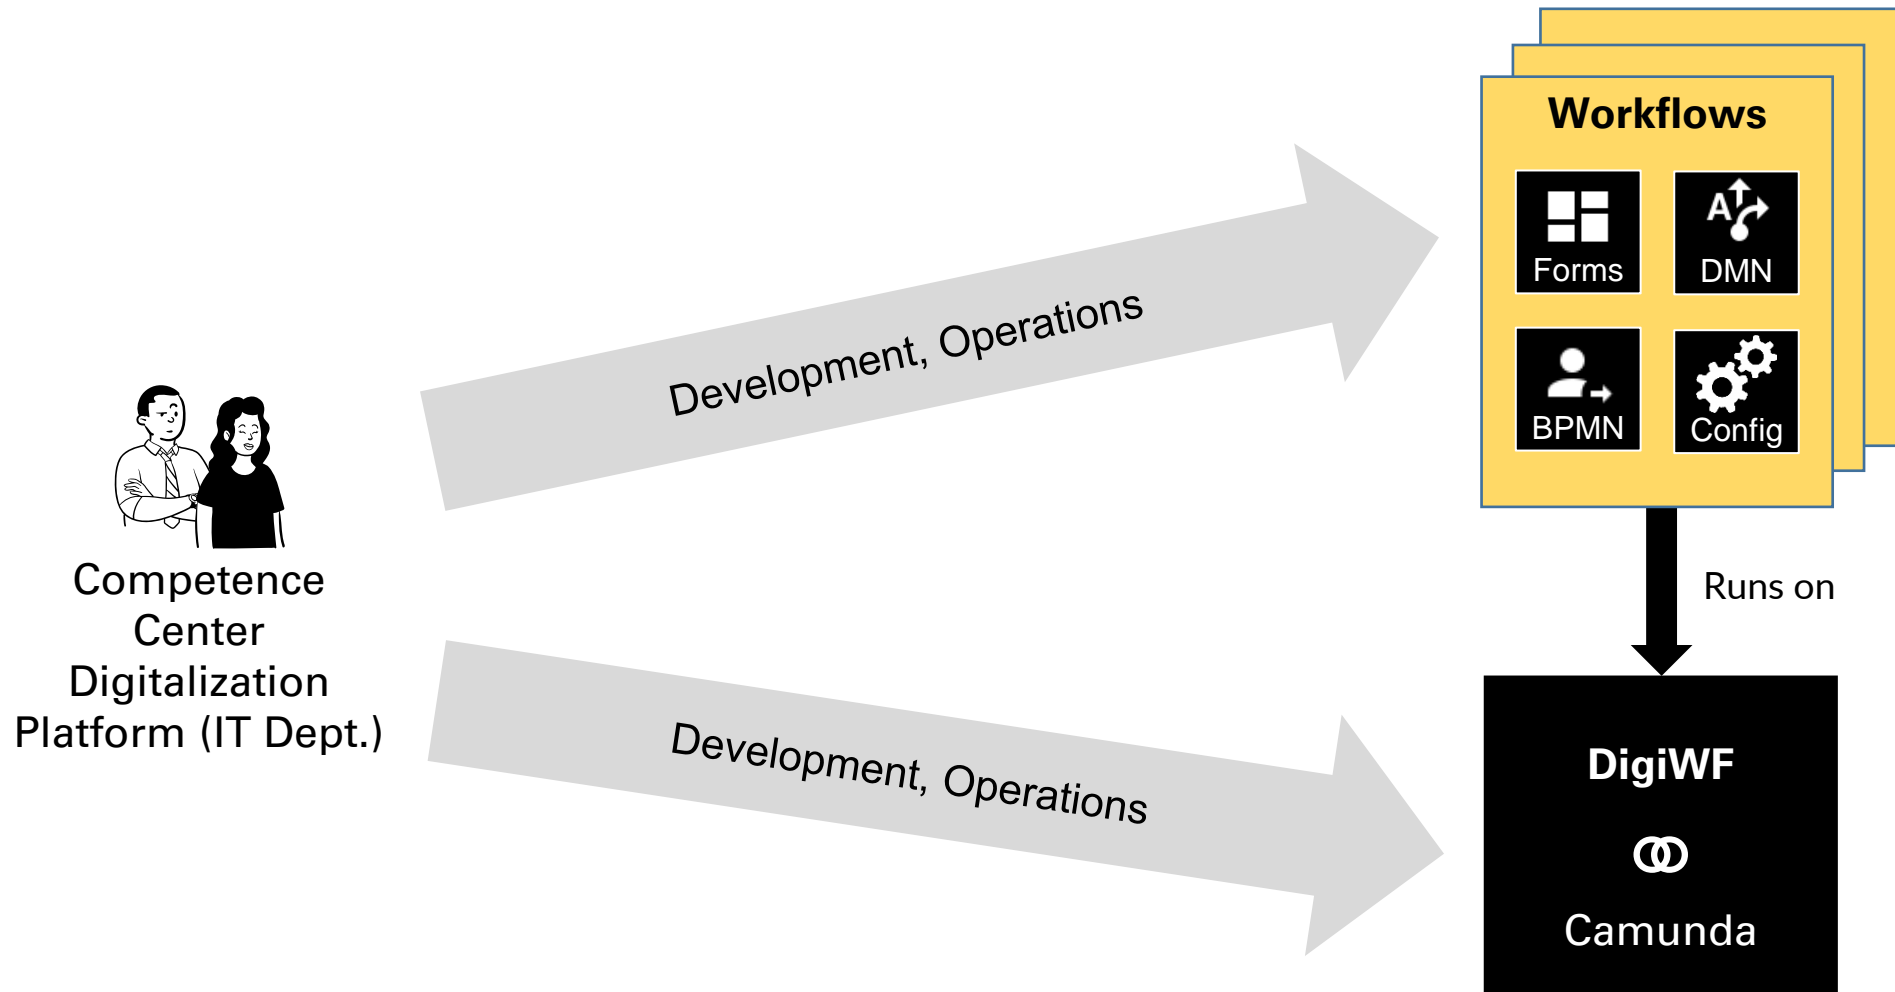 Workflows
Forms
DMN
BPMN
Config
Development, Operations
Competence
Center
Digitalization
Platform (IT Dept.)
Runs on
Development, Operations
DigiWF
Camunda